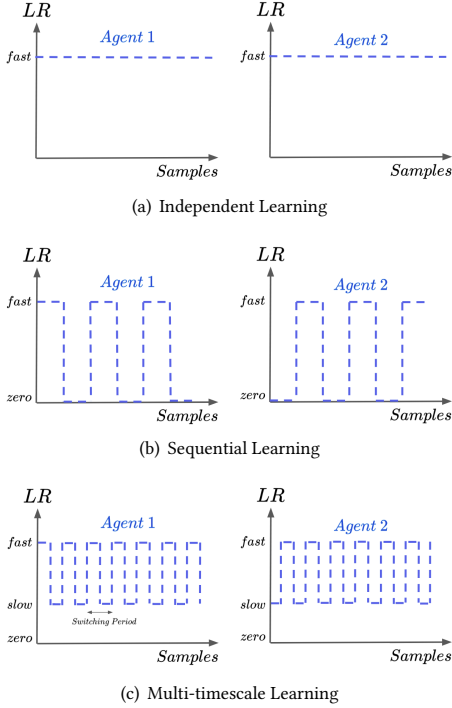 LR
Agent 1
fast
Samples
LR
Agent 2
fast
Samples
(a) Independent Learning
LR
Agent 1
fast
zero
Samples
LR
Agent 2
fast
zero
Samples
(b) Sequential Learning
LR
Agent 1
fast
slow
Switching Period
zero
Samples
LR
Agent 2
fast
slow
zero
Samples
(c) Multi-timescale Learning